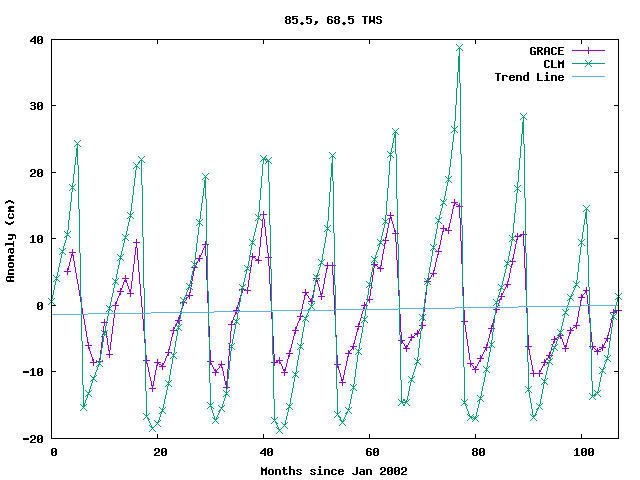 85.5, 68.5 TWS
GRACE
CLM
Trend Line
Anomaly (cm)
40
30
20
10
0
-10
-20
0 20 40 60 80 100
Months since Jan 2002